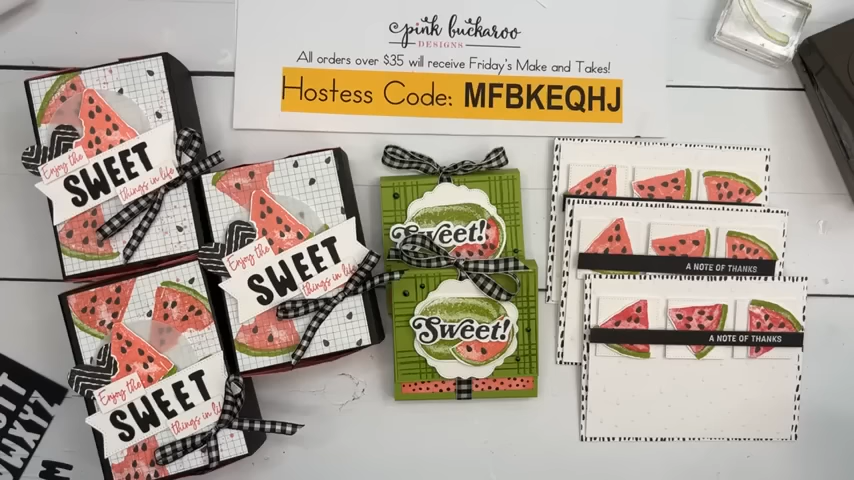 pink buckaroo
DESIGNS
All orders over $35 will receive Friday's Make and Takes!
Hostess Code: MFBKEQHJ
Enjoy the
SWEET
things in life
Enjoy the
SWEET
things in life
Enjoy the
SWEET
things in li
Sweet!
Sweet!
A NOTE OF THANKS
A NOTE OF THANKS